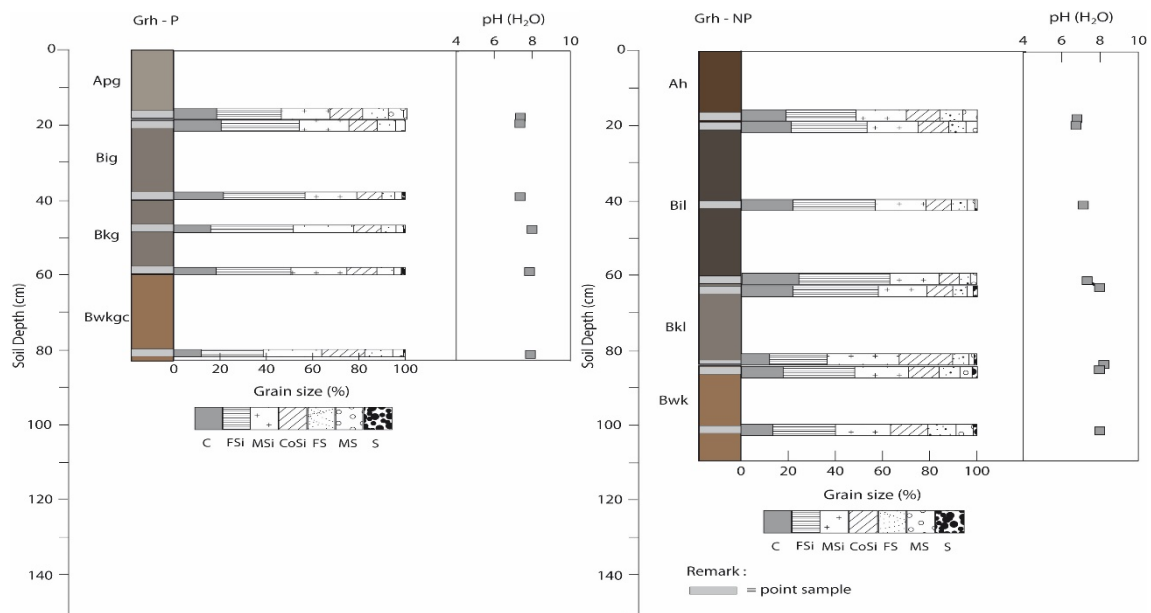 Grh - P
pH (H₂O)
4 6 8 10
0
20
40
60
80
100
120
140
Soil Depth (cm)
Apg
Big
Bkg
Bwkgc
0 20 40 60 80 100
Grain size (%)
C FSi MSi CoSi FS MS S
Grh - NP
pH (H₂O)
4 6 8 10
0
20
40
60
80
100
120
140
Soil Depth (cm)
Ah
Bil
Bkl
Bwk
0 20 40 60 80 100
Grain size (%)
C FSi MSi CoSi FS MS S
Remark :
= point sample